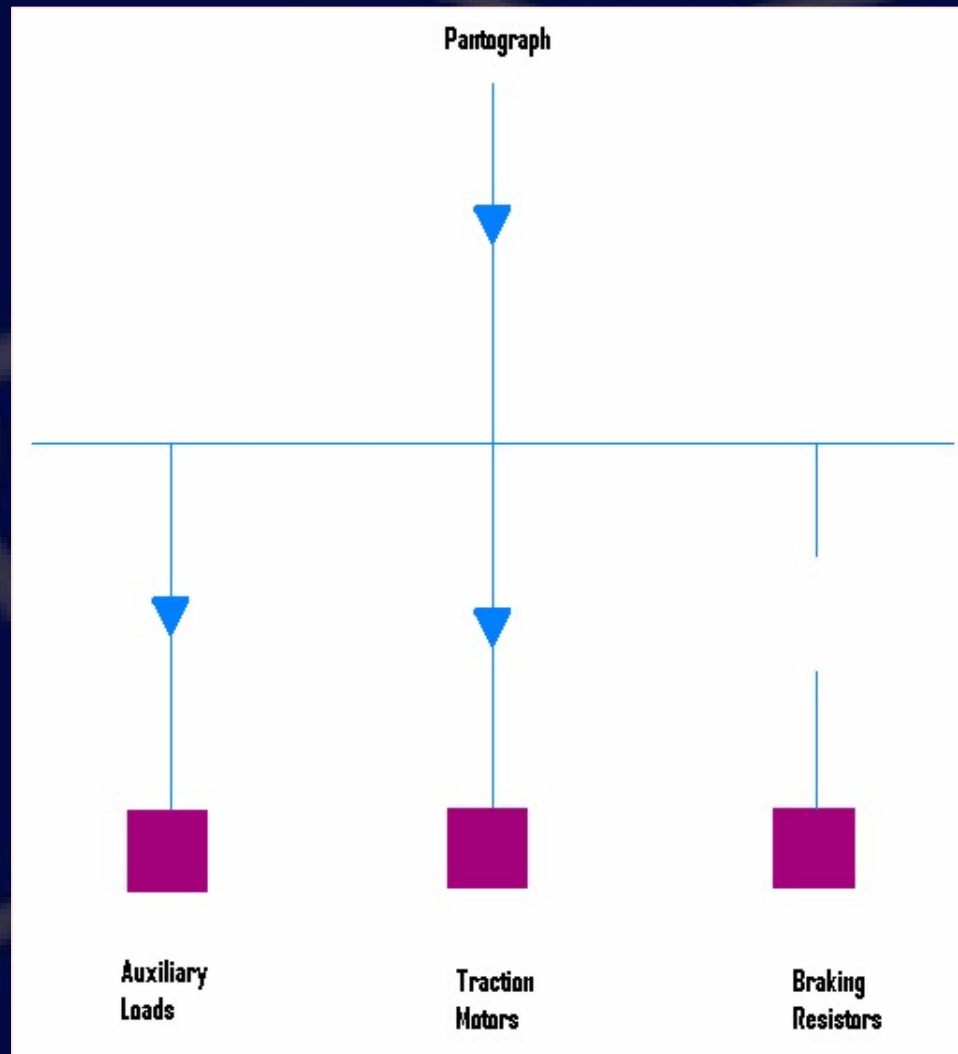 Pantograph
Auxiliary
Loads
Traction
Motors
Braking
Resistors